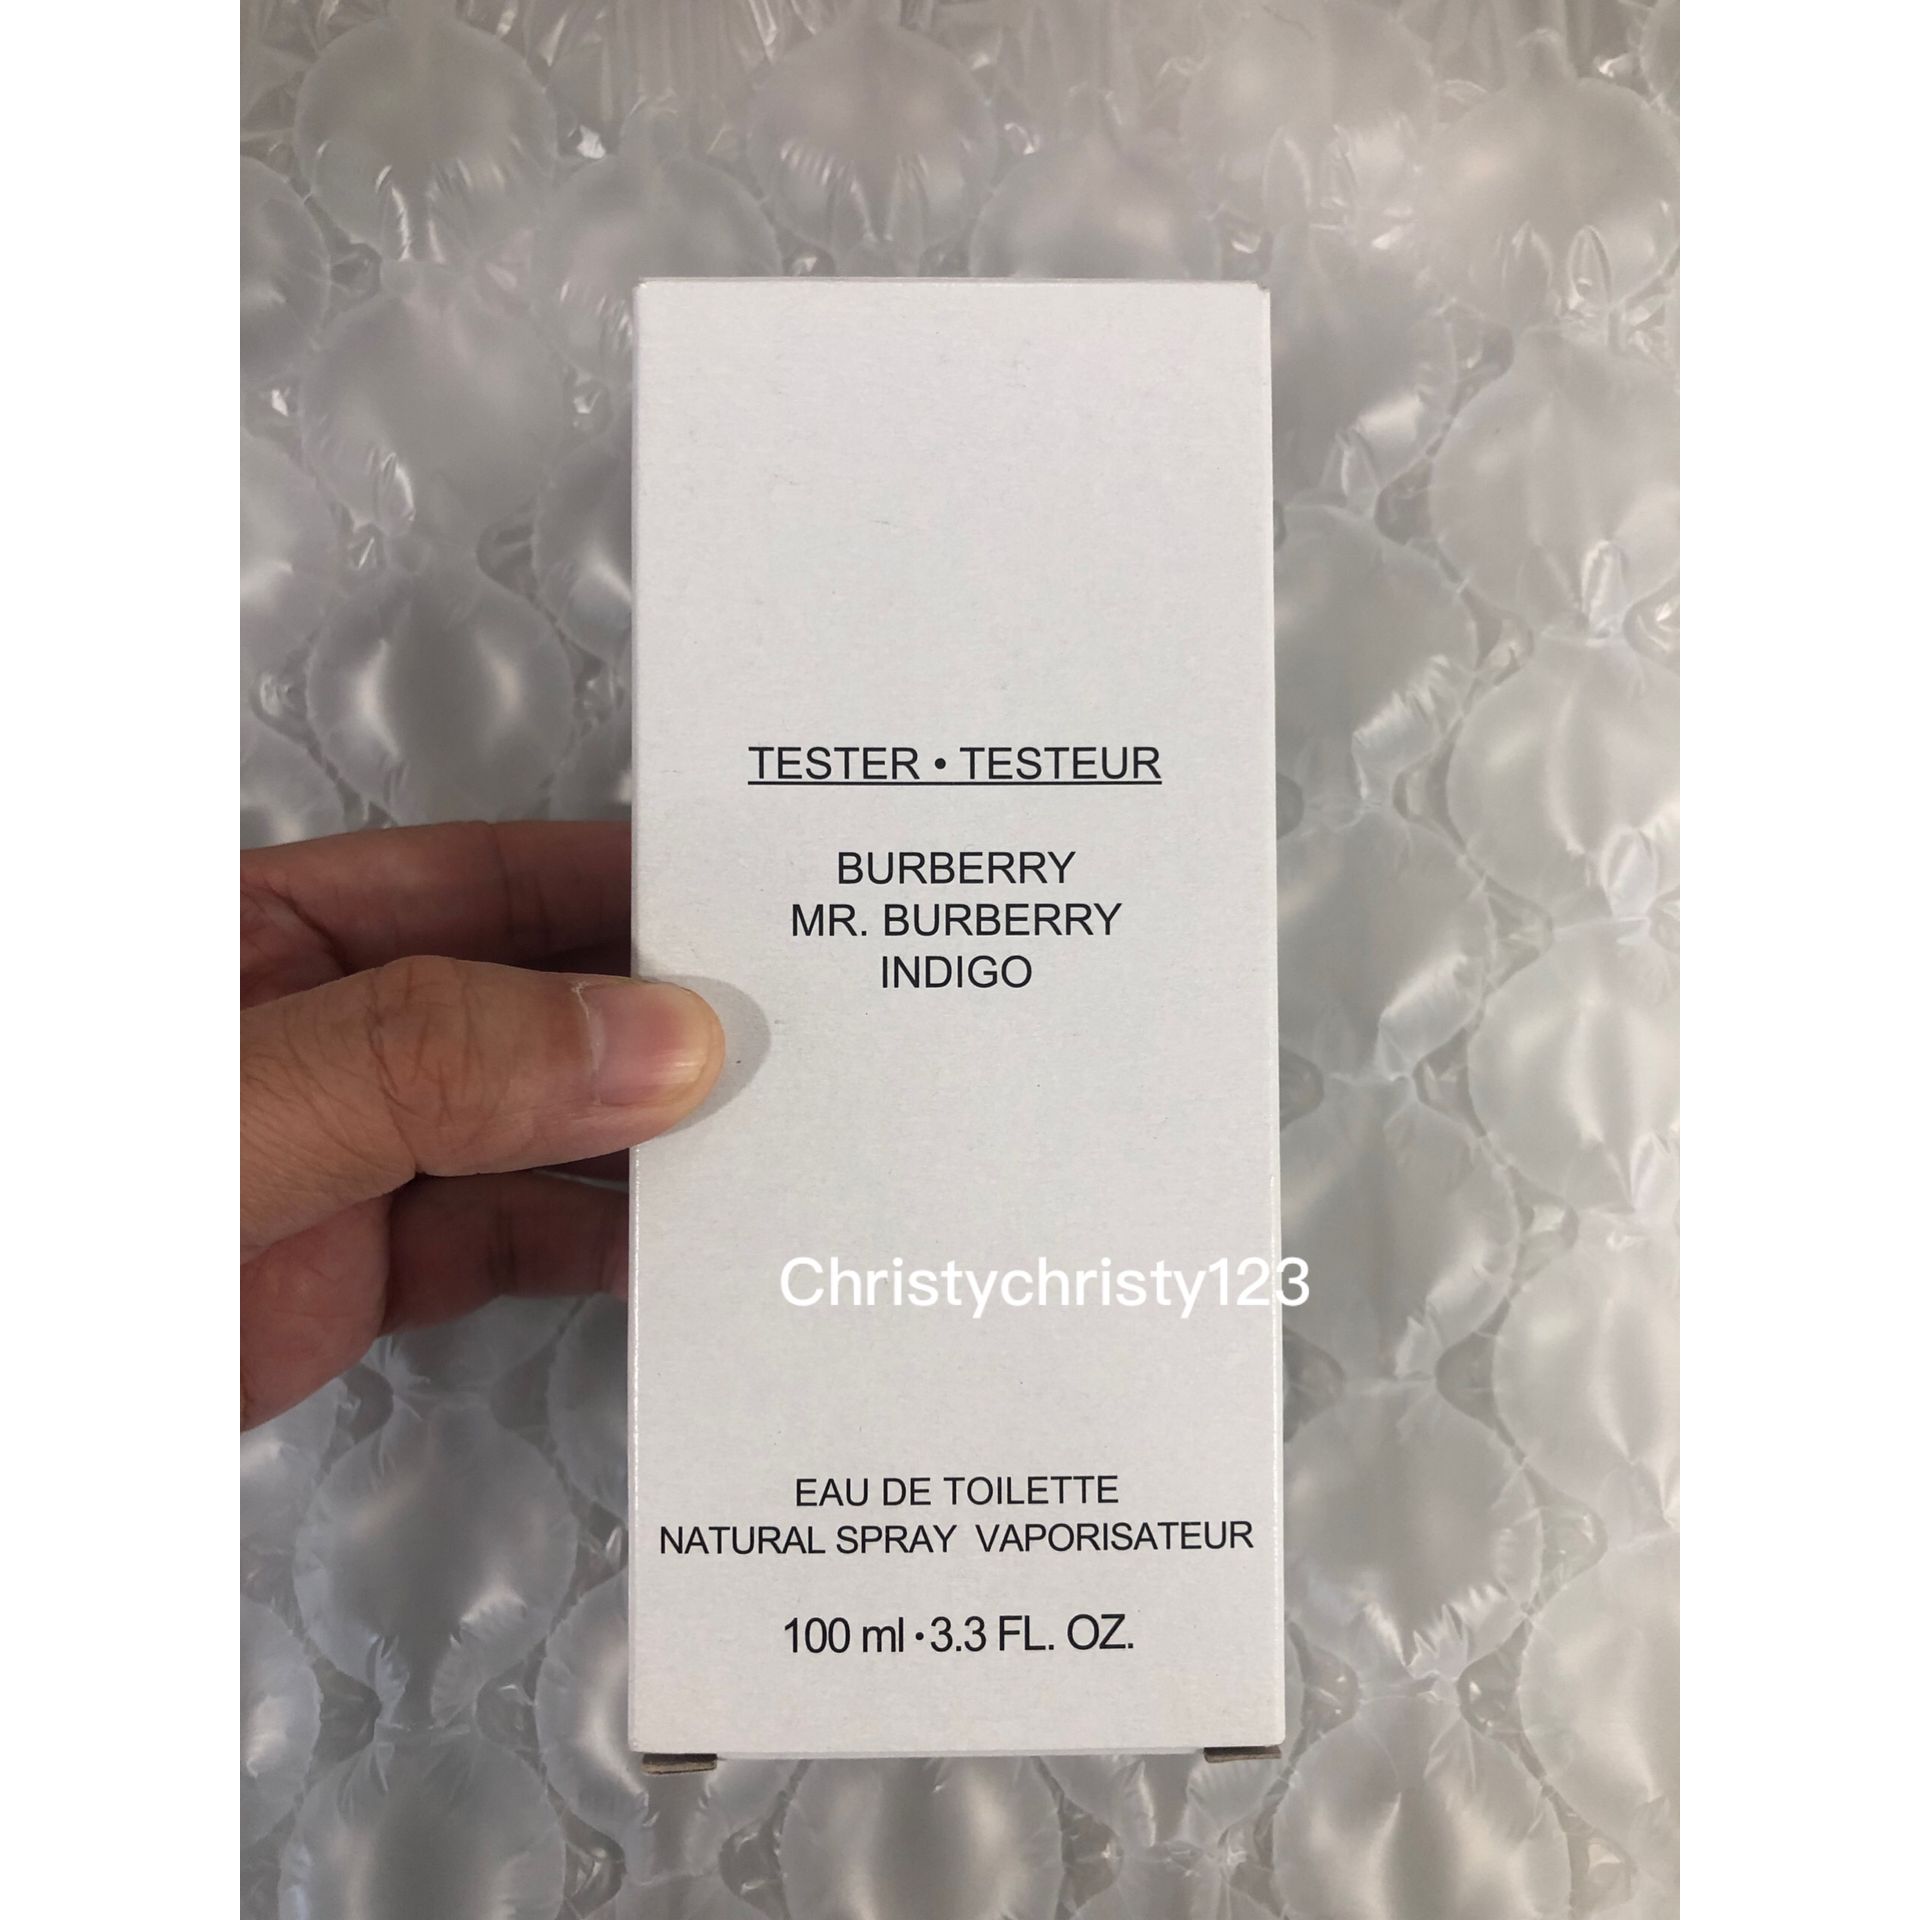 TESTER • TESTEUR
BURBERRY
MR. BURBERRY
INDIGO
Christychristy123
EAU DE TOILETTE
NATURAL SPRAY VAPORISATEUR
100 ml • 3.3 FL. OZ.